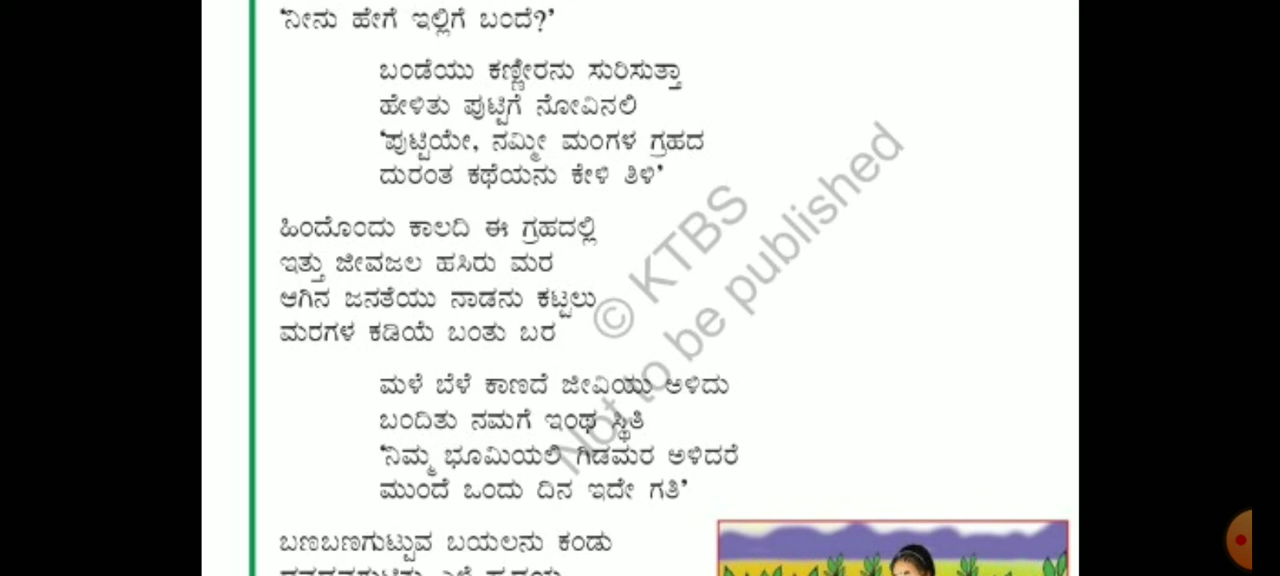 ‘ನೀನು ಹೇಗೆ ಇಲ್ಲಿಗೆ ಬಂದೆ?’
ಬಂಡೆಯು ಕಣ್ಣೀರನು ಸುರಿಸುತ್ತಾ
ಹೇಳಿತು ಪುಟ್ಟಿಗೆ ನೋವಿನಲಿ
‘ಪುಟ್ಟಿಯೇ, ನಮ್ಮೀ ಮಂಗಳ ಗ್ರಹದ
ದುರಂತ ಕಥೆಯನು ಕೇಳಿ ತಿಳಿ’
ಹಿಂದೊಂದು ಕಾಲದಿ ಈ ಗ್ರಹದಲ್ಲಿ
ಇತ್ತು ಜೀವಜಲ ಹಸಿರು ಮರ
ಆಗಿನ ಜನತೆಯು ನಾಡನು ಕಟ್ಟಲು
ಮರಗಳ ಕಡಿಯೆ ಬಂತು ಬರ
ಮಳೆ ಬೆಳೆ ಕಾಣದೆ ಜೀವಿಯು ಅಳಿದು
ಬಂದಿತು ನಮಗೆ ಇಂಥ ಸ್ಥಿತಿ
‘ನಿಮ್ಮ ಭೂಮಿಯಲಿ ಗಿಡಮರ ಅಳಿದರೆ
ಮುಂದೆ ಒಂದು ದಿನ ಇದೇ ಗತಿ’
ಬಣಬಣಗುಟ್ಟುವ ಬಯಲನು ಕಂಡು
© KTBS
Not to be published